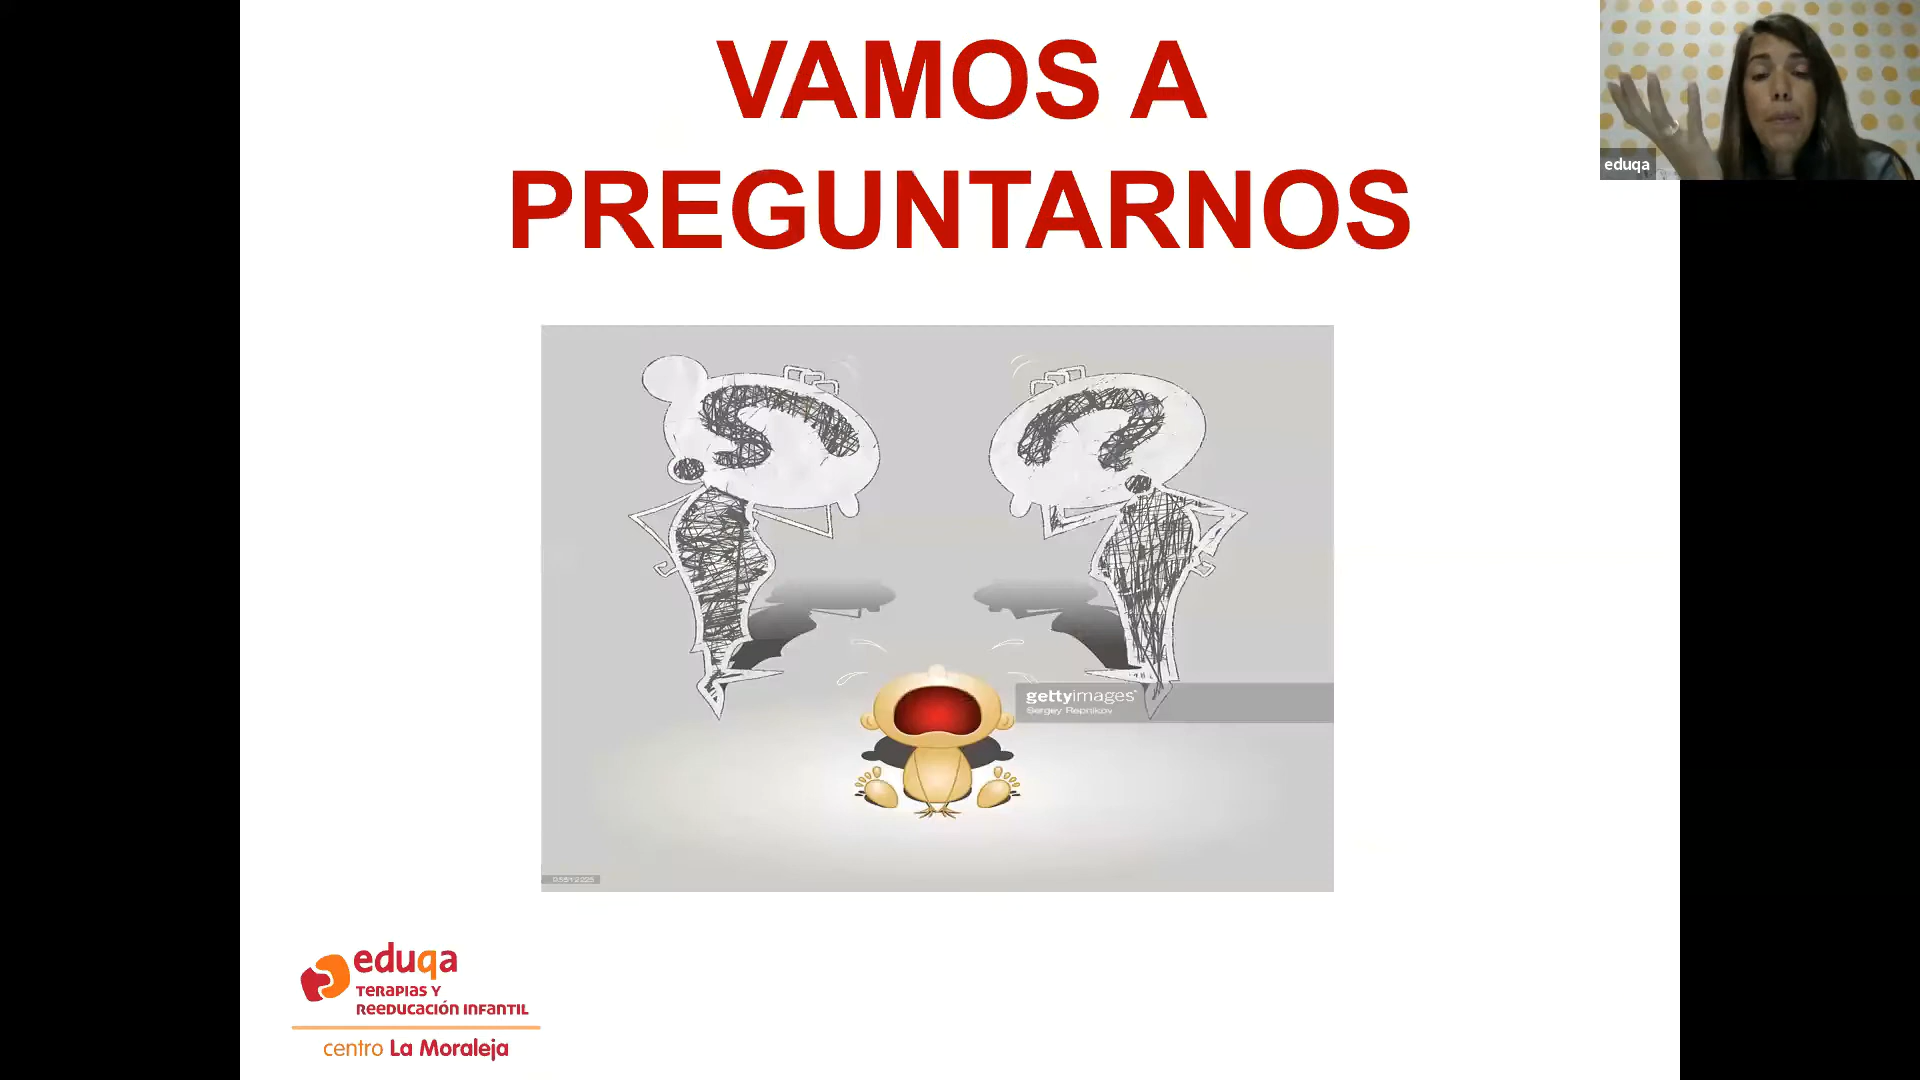 VAMOS A
PREGUNTARNOS
eduqa
gettyimages
Sergey Repnikov
eduqa
TERAPIAS Y
REEDUCACIÓN INFANTIL
centro La Moraleja